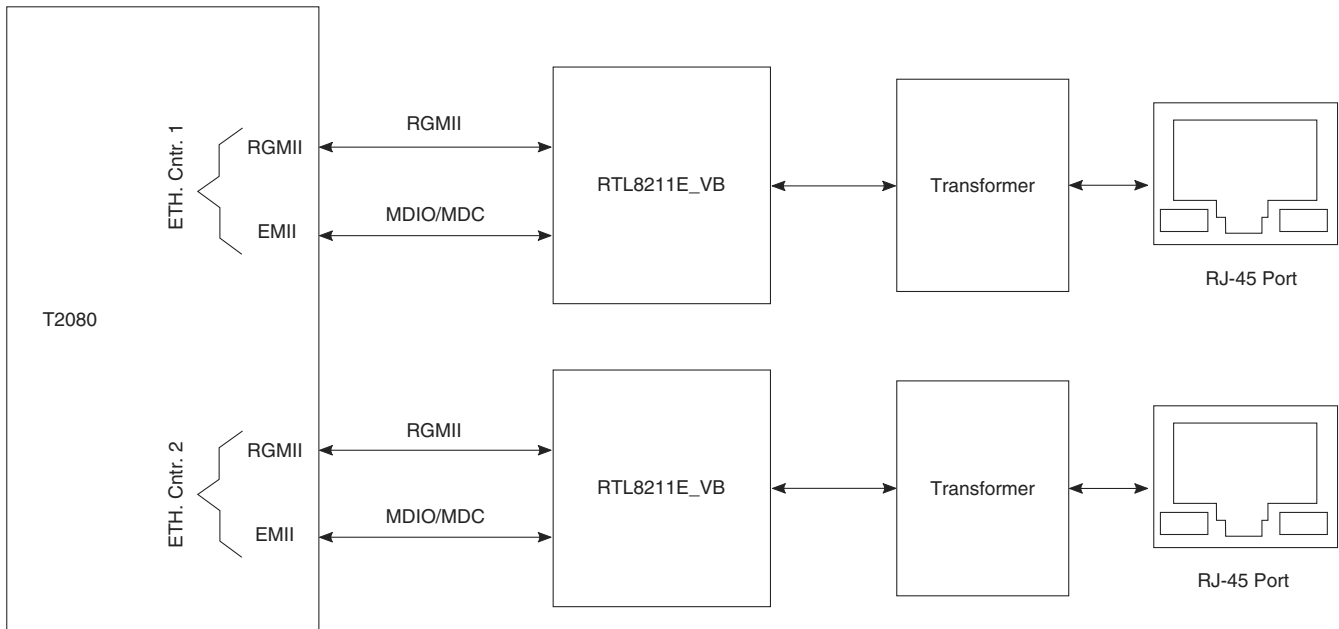 ETH. Cntr. 1
RGMII
RGMII
RTL8211E_VB
Transformer
EMII
MDIO/MDC
RJ-45 Port
T2080
ETH. Cntr. 2
RGMII
RGMII
RTL8211E_VB
Transformer
EMII
MDIO/MDC
RJ-45 Port